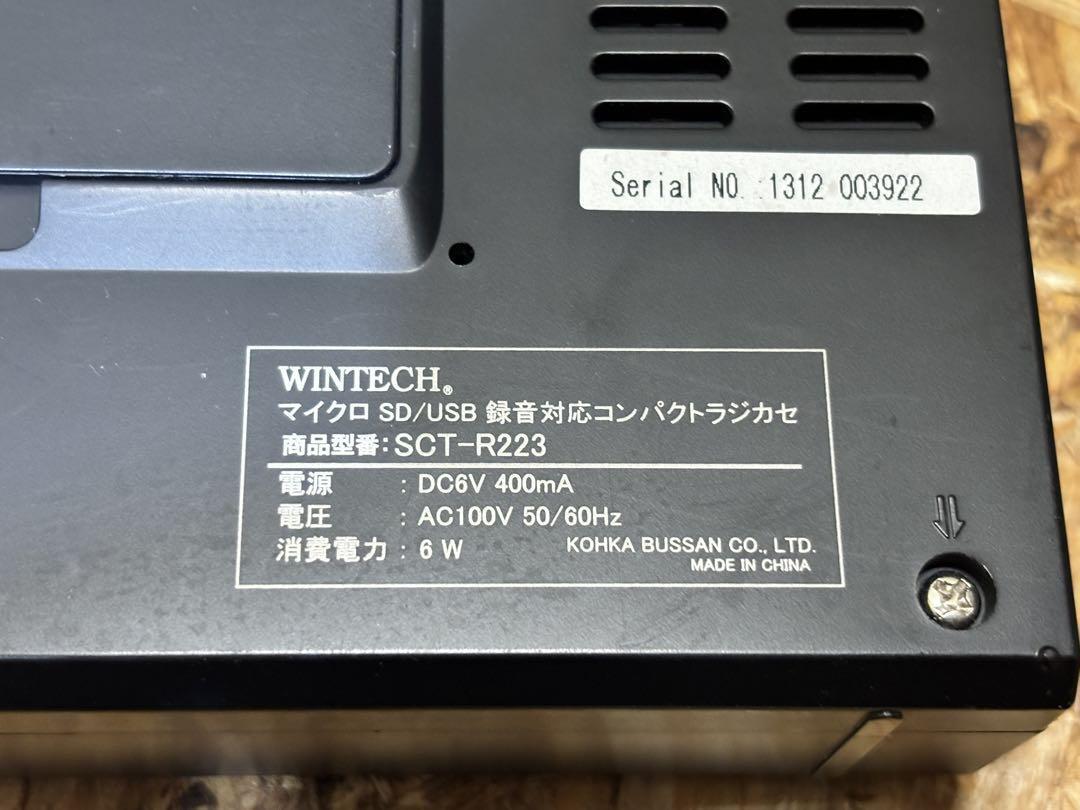 Serial NO.:1312 003922
WINTECH®
マイクロ SD/USB 録音対応コンパクトラジカセ
商品型番:SCT-R223
電源 : DC6V 400mA
電圧 : AC100V 50/60Hz
消費電力 : 6 W
KOHKA BUSSAN CO., LTD.
MADE IN CHINA